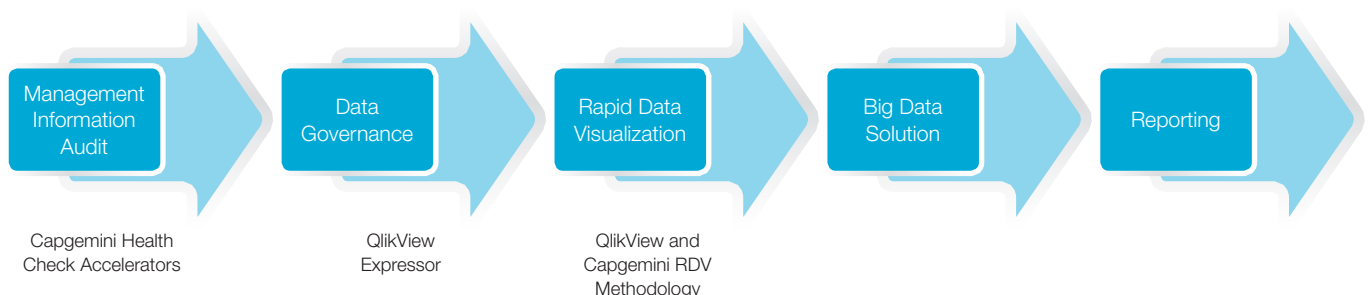 Management
Information
Audit
Data
Governance
Rapid Data
Visualization
Big Data
Solution
Reporting
Capgemini Health
Check Accelerators
QlikView
Expressor
QlikView and
Capgemini RDV
Methodology